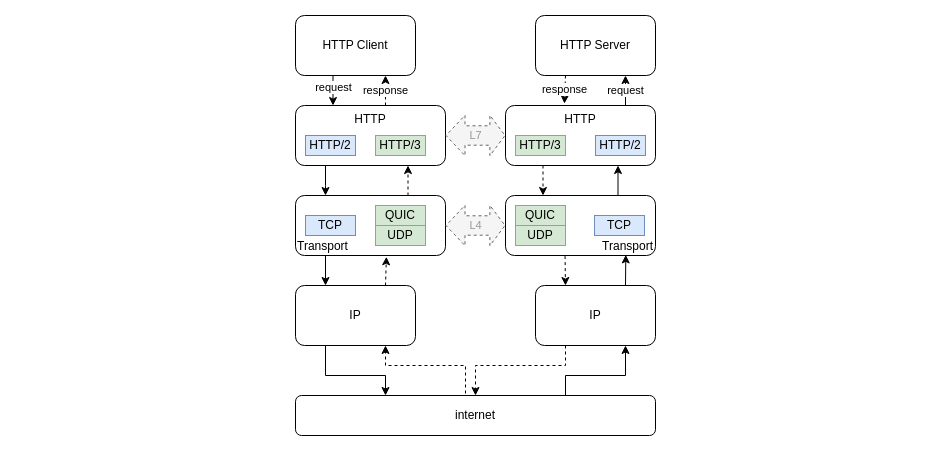 HTTP Client
HTTP Server
request
response
response
request
HTTP
HTTP
HTTP/2
HTTP/3
L7
HTTP/3
HTTP/2
QUIC
QUIC
TCP
L4
TCP
UDP
UDP
Transport
Transport
IP
IP
internet